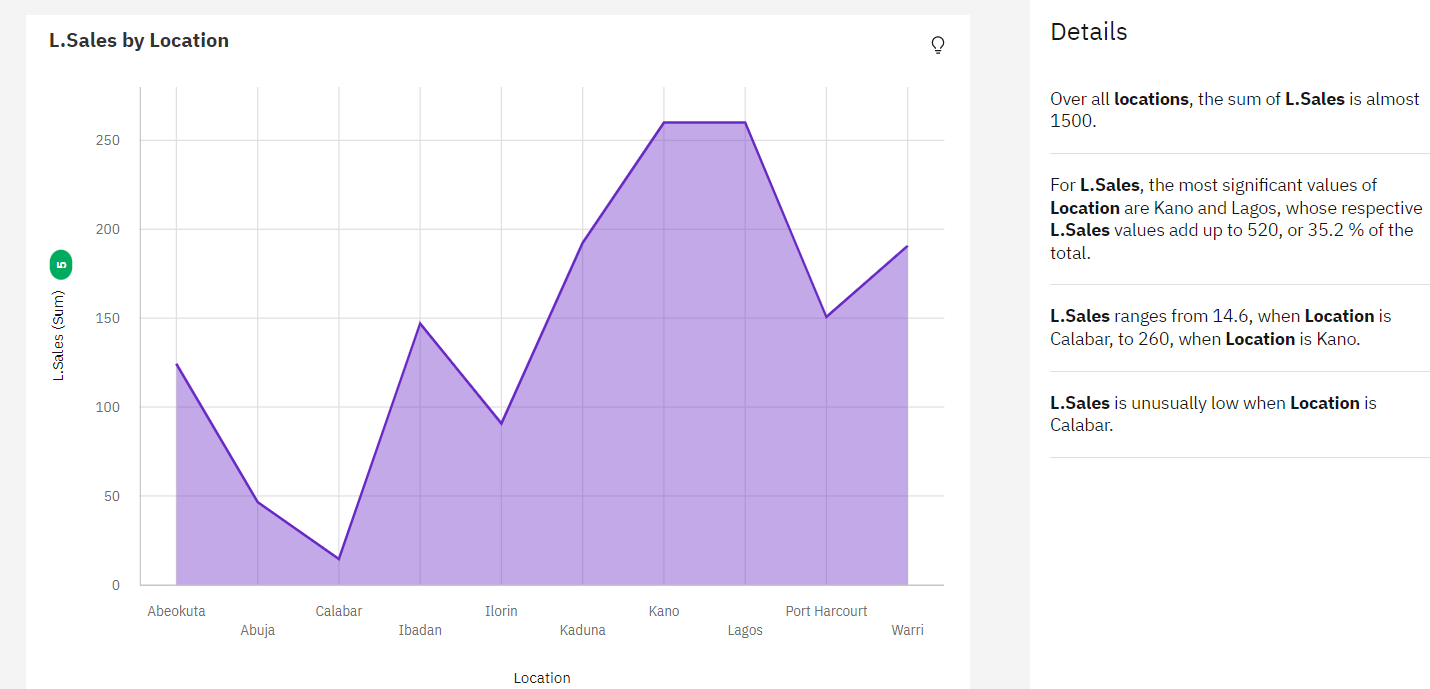 L.Sales by Location
250
200
150
100
50
0
L.Sales (Sum) 5
Abeokuta
Abuja
Calabar
Ibadan
Ilorin
Kaduna
Kano
Lagos
Port Harcourt
Warri
Location
Details
Over all locations, the sum of L.Sales is almost
1500.
For L.Sales, the most significant values of
Location are Kano and Lagos, whose respective
L.Sales values add up to 520, or 35.2 % of the
total.
L.Sales ranges from 14.6, when Location is
Calabar, to 260, when Location is Kano.
L.Sales is unusually low when Location is
Calabar.